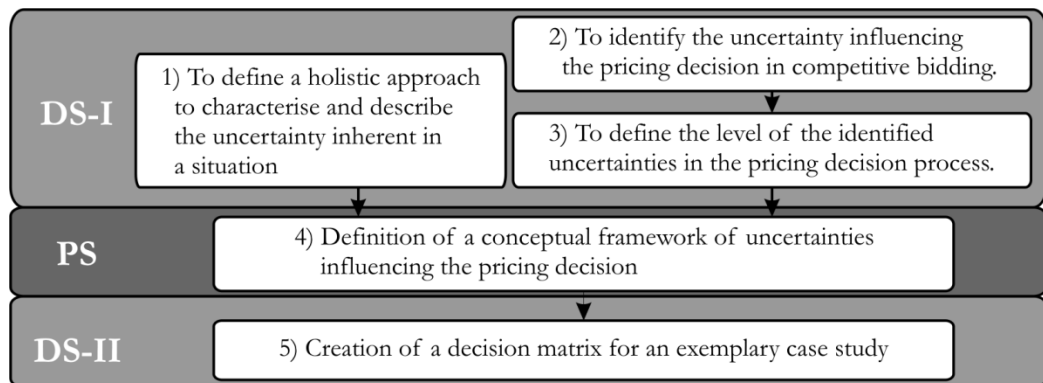 DS-I
1) To define a holistic approach
to characterise and describe
the uncertainty inherent in
a situation
2) To identify the uncertainty influencing
the pricing decision in competitive bidding.
3) To define the level of the identified
uncertainties in the pricing decision process.
PS
4) Definition of a conceptual framework of uncertainties
influencing the pricing decision
DS-II
5) Creation of a decision matrix for an exemplary case study